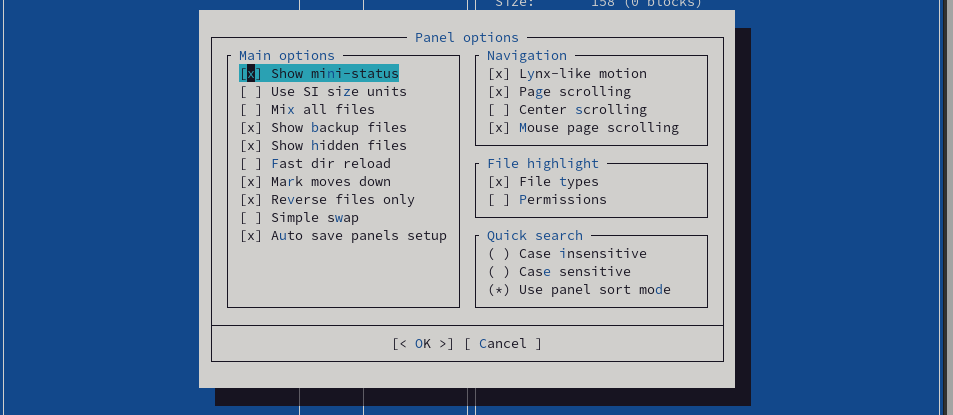 Size: 158 (0 blocks)
Panel options
Main options
[x] Show mini-status
[ ] Use SI size units
[ ] Mix all files
[x] Show backup files
[x] Show hidden files
[ ] Fast dir reload
[x] Mark moves down
[x] Reverse files only
[ ] Simple swap
[x] Auto save panels setup
Navigation
[x] Lynx-like motion
[x] Page scrolling
[ ] Center scrolling
[x] Mouse page scrolling
File highlight
[x] File types
[ ] Permissions
Quick search
( ) Case insensitive
( ) Case sensitive
(*) Use panel sort mode
[< OK >] [ Cancel ]